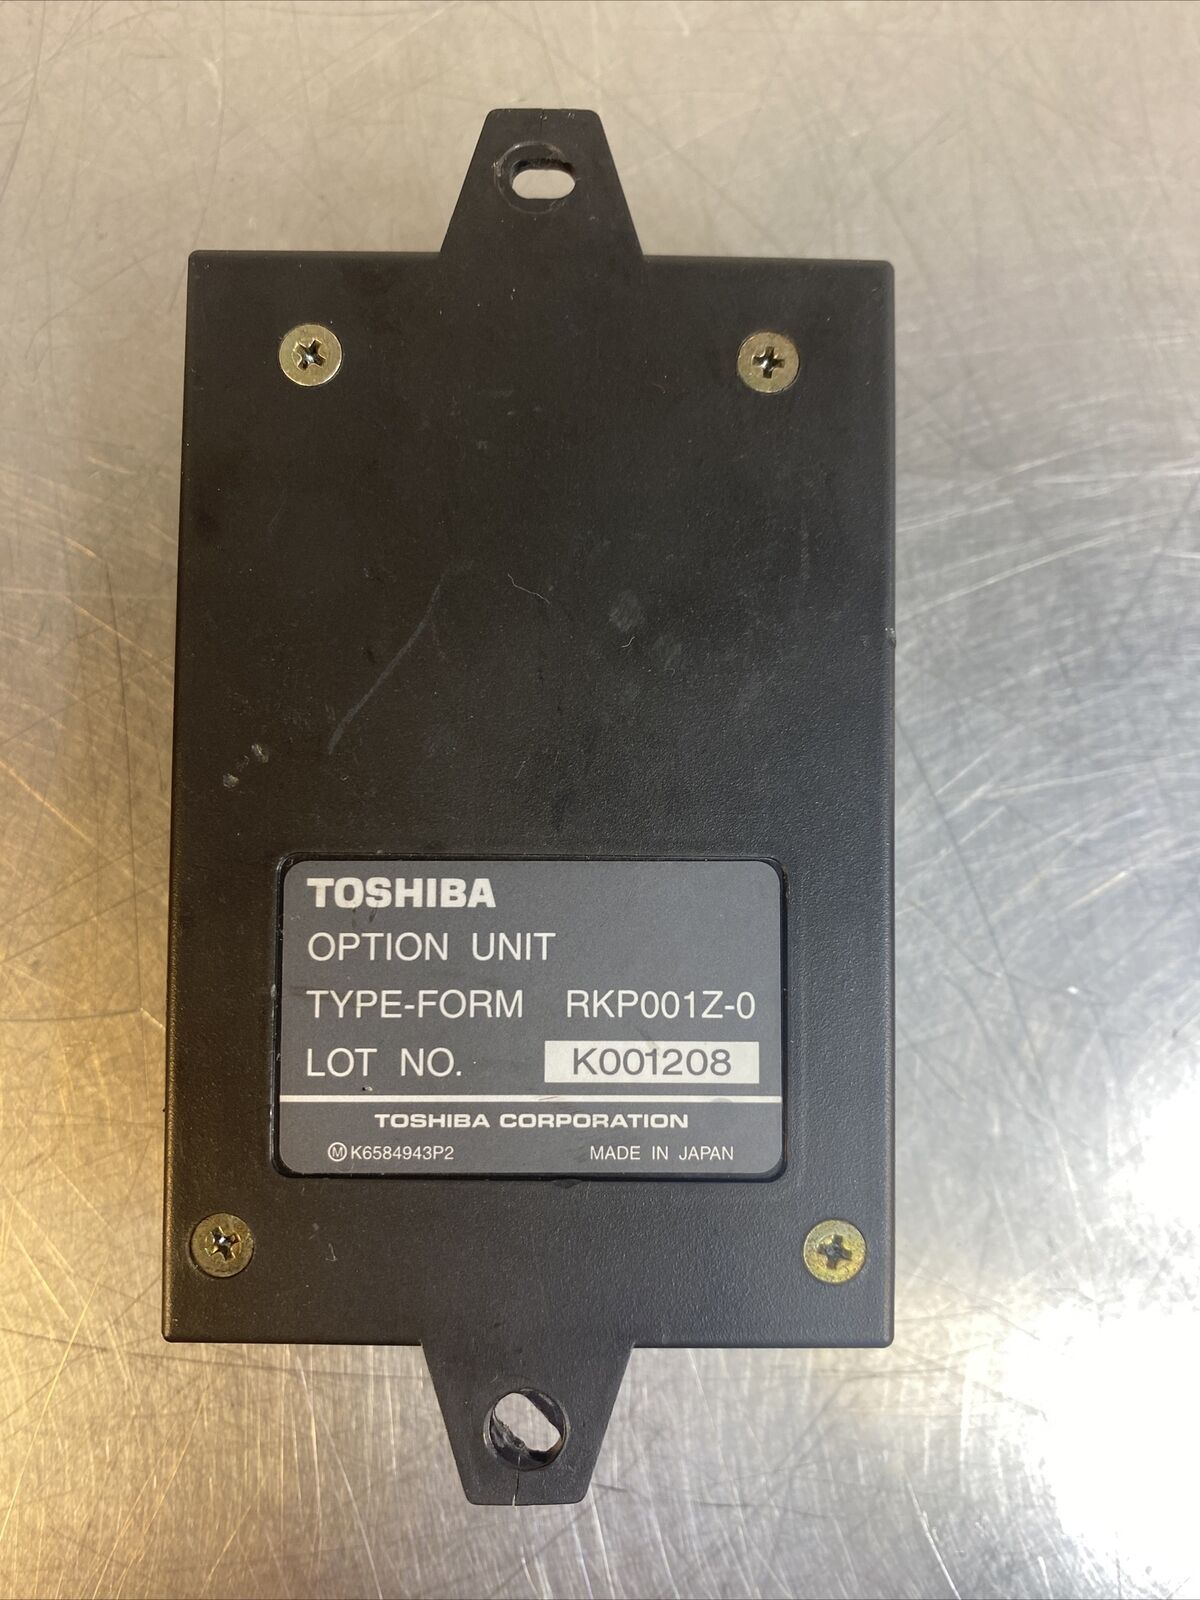 TOSHIBA
OPTION UNIT
TYPE-FORM RKP001Z-0
LOT NO. K001208
TOSHIBA CORPORATION
Ⓜ K6584943P2 MADE IN JAPAN